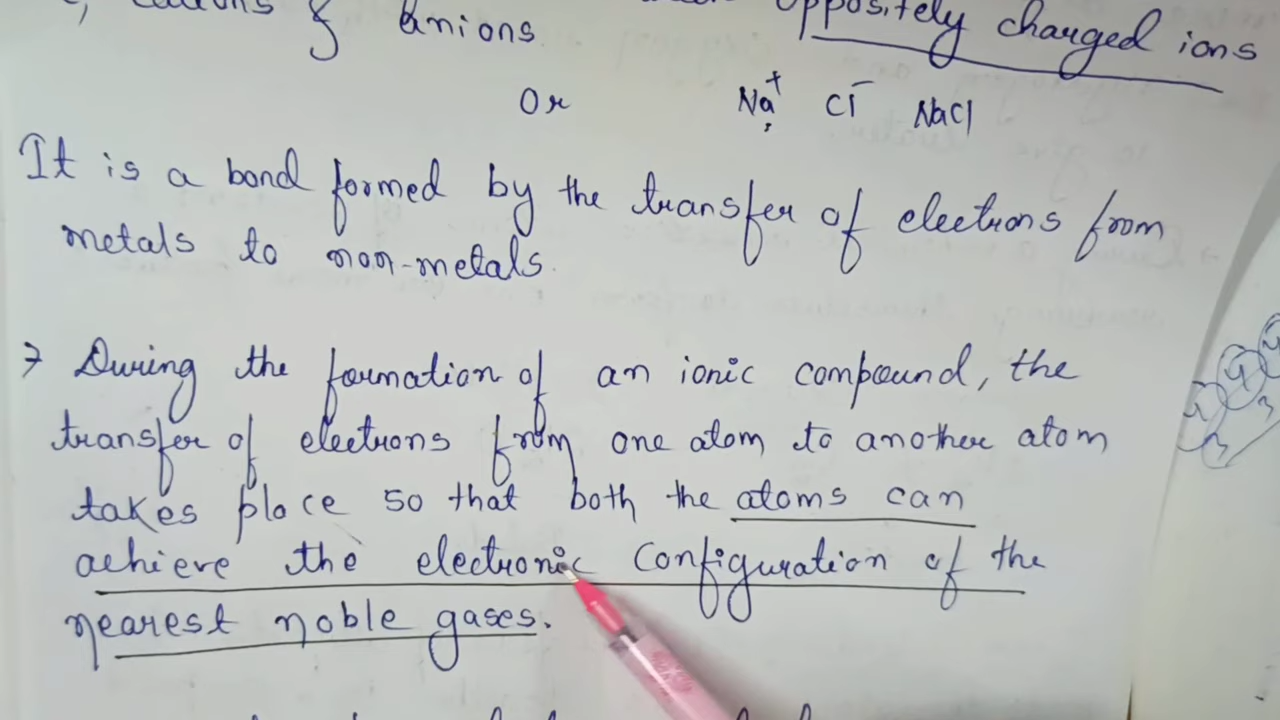 & anions oppositely charged ions
Or Na⁺ Cl⁻ NaCl
It is a bond formed by the transfer of electrons from
metals to non-metals.
→ During the formation of an ionic compound, the
transfer of electrons from one atom to another atom
takes place so that both the atoms can
achieve the electronic configuration of the
nearest noble gases.